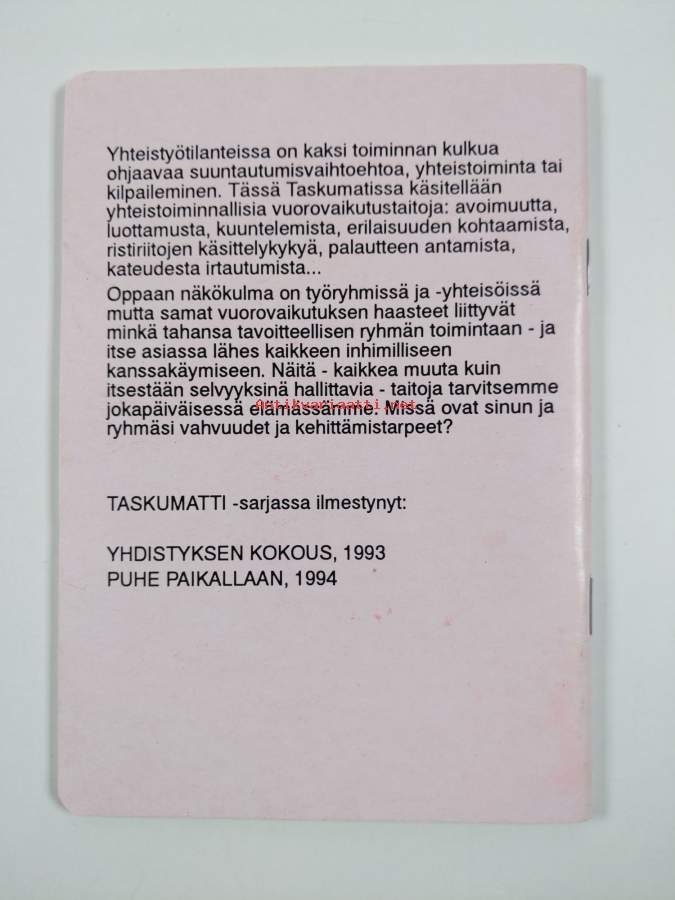 Yhteistyötilanteissa on kaksi toiminnan kulkua
ohjaavaa suuntautumisvaihtoehtoa, yhteistoiminta tai
kilpaileminen. Tässä Taskumatissa käsitellään
yhteistoiminnallisia vuorovaikutustaitoja: avoimuutta,
luottamusta, kuuntelemista, erilaisuuden kohtaamista,
ristiriitojen käsittelykykyä, palautteen antamista,
kateudesta irtautumista...
Oppaan näkökulma on työryhmissä ja -yhteisöissä
mutta samat vuorovaikutuksen haasteet liittyvät
minkä tahansa tavoitteellisen ryhmän toimintaan - ja
itse asiassa lähes kaikkeen inhimilliseen
kanssakäymiseen. Näitä - kaikkea muuta kuin
itsestään selvyyksinä hallittavia - taitoja tarvitsemme
jokapäiväisessä elämässämme. Missä ovat sinun ja
Antikvariaatti.net
ryhmäsi vahvuudet ja kehittämistarpeet?
TASKUMATTI -sarjassa ilmestynyt:
YHDISTYKSEN KOKOUS, 1993
PUHE PAIKALLAAN, 1994